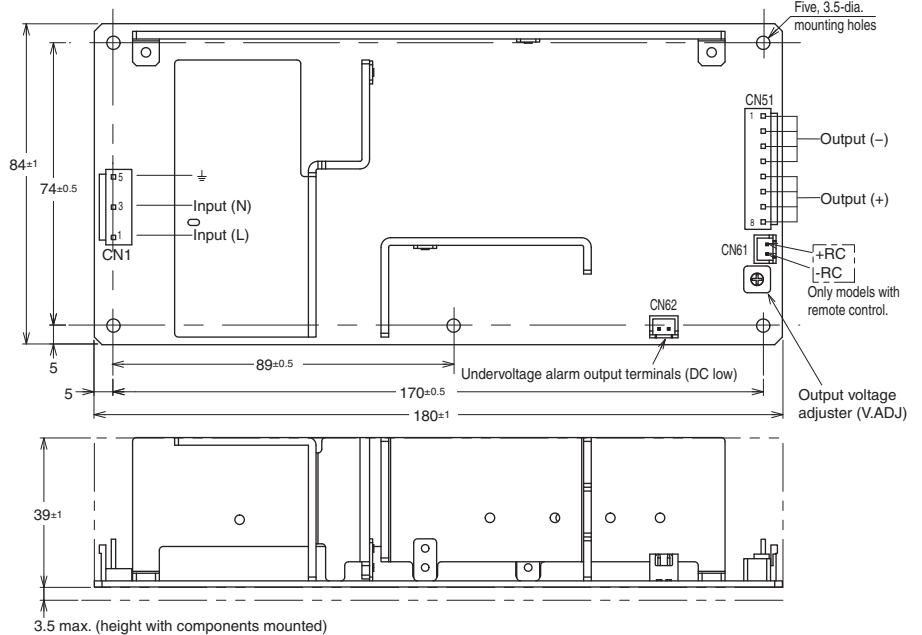 Five, 3.5-dia.
mounting holes
CN51
1
Output (−)
84±1
74±0.5
5
3
Input (N)
Output (+)
1
Input (L)
8
CN1
CN61
+RC
-RC
Only models with
remote control.
CN62
5
89±0.5
Undervoltage alarm output terminals (DC low)
5
170±0.5
Output voltage
adjuster (V.ADJ)
180±1
39±1
3.5 max. (height with components mounted)